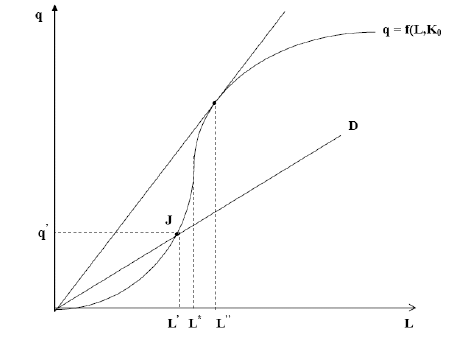 q
q = f(L,K₀
D
J
q'
L' L* L'' L